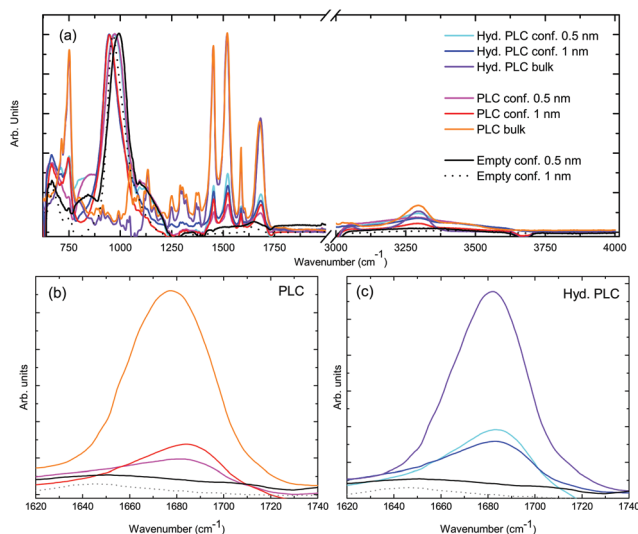 (a)
Hyd. PLC conf. 0.5 nm
Hyd. PLC conf. 1 nm
Hyd. PLC bulk
PLC conf. 0.5 nm
PLC conf. 1 nm
PLC bulk
Empty conf. 0.5 nm
Empty conf. 1 nm
Arb. Units
750 1000 1250 1500 1750 3000 3250 3500 3750 4000
Wavenumber (cm-1)
(b) PLC
Arb. units
1620 1640 1660 1680 1700 1720 1740
Wavenumber (cm-1)
(c) Hyd. PLC
Arb. units
1620 1640 1660 1680 1700 1720 1740
Wavenumber (cm-1)